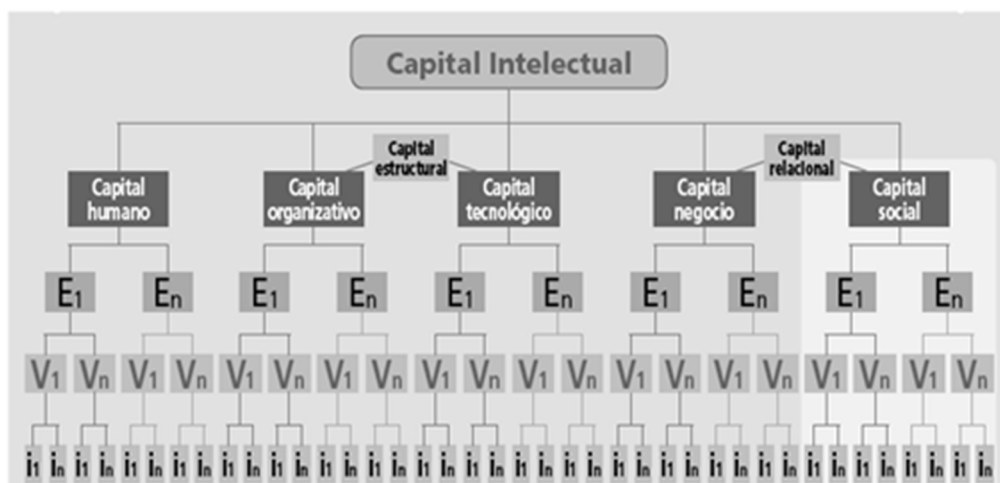 Capital Intelectual
Capital
estructural
Capital
relacional
Capital
humano
Capital
organizativo
Capital
tecnológico
Capital
negocio
Capital
social
E1 En E1 En E1 En E1 En E1 En
V1 Vn V1 Vn V1 Vn V1 Vn V1 Vn V1 Vn V1 Vn V1 Vn V1 Vn V1 Vn
i1 in i1 in i1 in i1 in i1 in i1 in i1 in i1 in i1 in i1 in i1 in i1 in i1 in i1 in i1 in i1 in i1 in i1 in i1 in i1 in